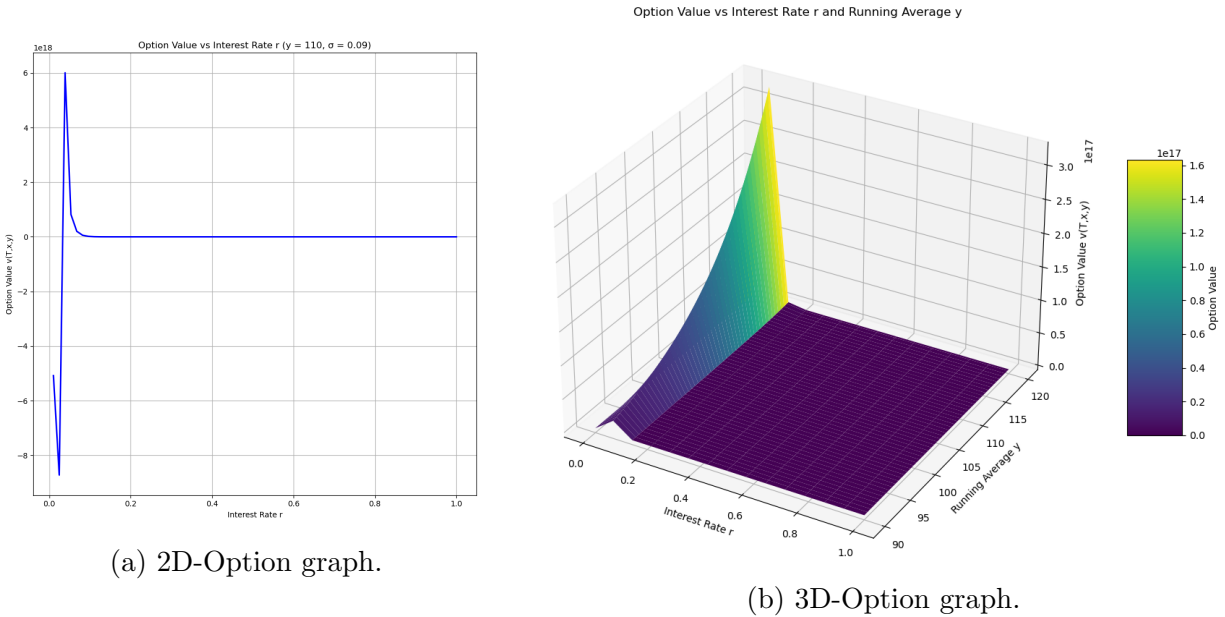 Option Value vs Interest Rate r and Running Average y
1e18
Option Value vs Interest Rate r (y = 110, σ = 0.09)
6
4
2
0
−2
−4
−6
−8
Option Value v(T,x,y)
0.0 0.2 0.4 0.6 0.8 1.0
Interest Rate r
(a) 2D-Option graph.
1e17
3.0
2.5
2.0
1.5
1.0
0.5
0.0
Option Value v(T,x,y)
120
115
110
105
100
95
90
Running Average y
0.0 0.2 0.4 0.6 0.8 1.0
Interest Rate r
1e17
1.6
1.4
1.2
1.0
0.8
0.6
0.4
0.2
0.0
Option Value
(b) 3D-Option graph.